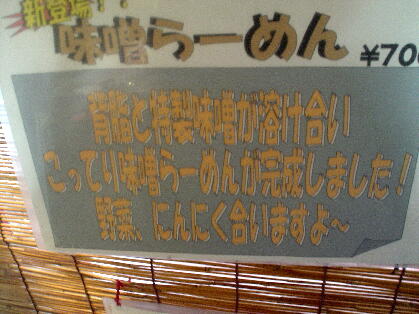 新登場!!
味噌らーめん ¥700
背脂と特製味噌が溶け合い
こってり味噌らーめんが完成しました!
野菜、にんにく合いますよ~